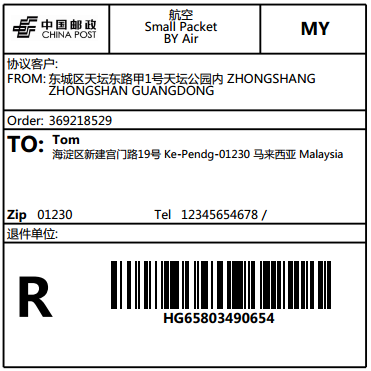 中国邮政
CHINA POST
航空
Small Packet
BY Air
MY
协议客户:
FROM: 东城区天坛东路甲1号天坛公园内 ZHONGSHANG
ZHONGSHAN GUANGDONG
Order: 369218529
TO: Tom
海淀区新建宫门路19号 Ke-Pendg-01230 马来西亚 Malaysia
Zip 01230 Tel 12345654678 /
退件单位:
R
HG65803490654